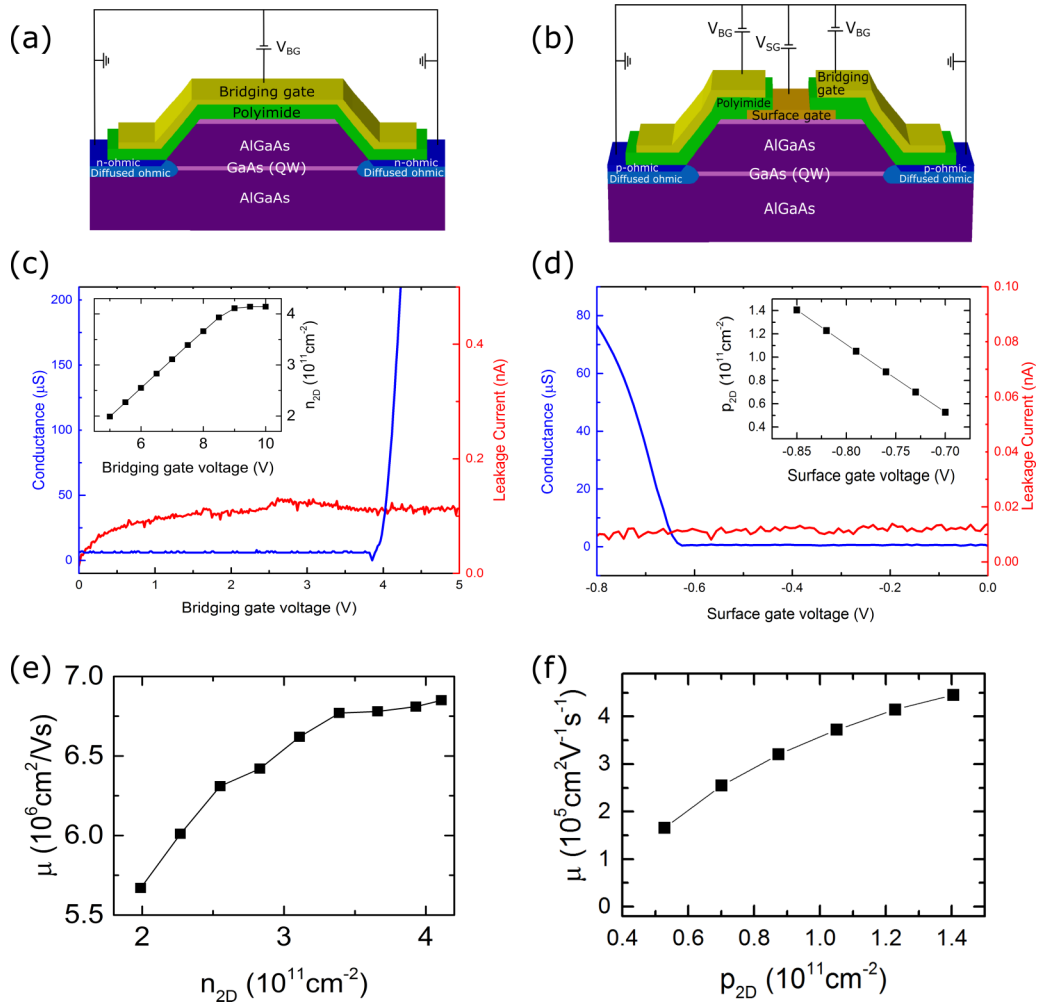 (a)
V_BG
Bridging gate
Polyimide
AlGaAs
n-ohmic
n-ohmic
Diffused ohmic
GaAs (QW)
Diffused ohmic
AlGaAs
(b)
V_BG
V_SG
V_BG
Bridging
gate
Polyimide
Surface gate
AlGaAs
p-ohmic
p-ohmic
Diffused ohmic
GaAs (QW)
Diffused ohmic
AlGaAs
(c)
200
150
100
50
0
Conductance (μS)
0 1 2 3 4 5
Bridging gate voltage (V)
0.4
0.2
0.0
Leakage Current (nA)
4
3
2
n_2D (10^11cm^-2)
6 8 10
Bridging gate voltage (V)
(d)
80
60
40
20
0
Conductance (μS)
-0.8 -0.6 -0.4 -0.2 0.0
Surface gate voltage (V)
0.10
0.08
0.06
0.04
0.02
0.00
Leakage Current (nA)
1.4
1.2
1.0
0.8
0.6
0.4
p_2D (10^11cm^-2)
-0.85 -0.80 -0.75 -0.70
Surface gate voltage (V)
(e)
7.0
6.5
6.0
5.5
μ (10^6cm^2/Vs)
2 3 4
n_2D (10^11cm^-2)
(f)
4
3
2
1
0
μ (10^5cm^2V^-1s^-1)
0.4 0.6 0.8 1.0 1.2 1.4
p_2D (10^11cm^-2)